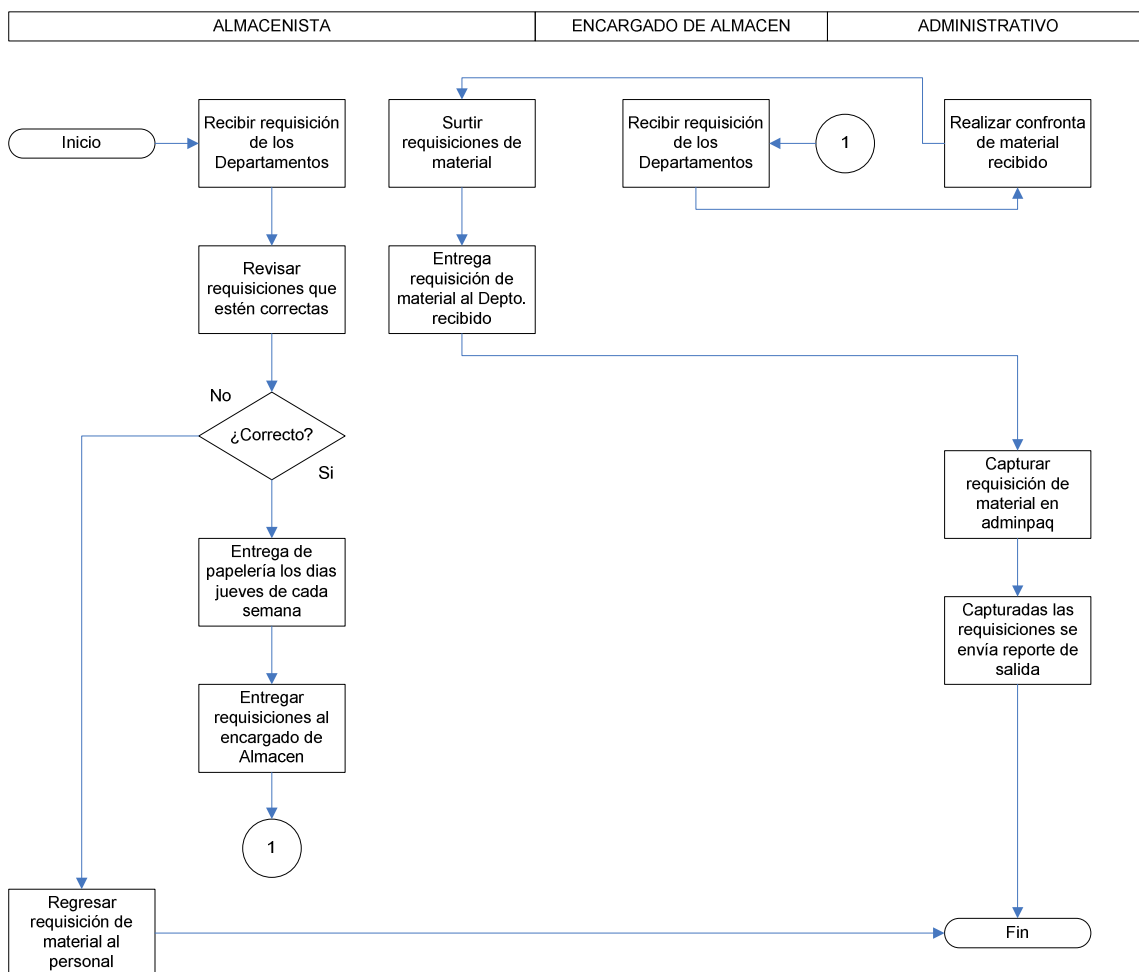 ALMACENISTA
ENCARGADO DE ALMACEN
ADMINISTRATIVO
Inicio
Recibir requisición
de los
Departamentos
Surtir
requisiciones de
material
Recibir requisición
de los
Departamentos
1
Realizar confronta
de material
recibido
Revisar
requisiciones que
estén correctas
Entrega
requisición de
material al Depto.
recibido
No
¿Correcto?
Si
Capturar
requisición de
material en
adminpaq
Entrega de
papelería los dias
jueves de cada
semana
Capturadas las
requisiciones se
envía reporte de
salida
Entregar
requisiciones al
encargado de
Almacen
1
Regresar
requisición de
material al
personal
Fin